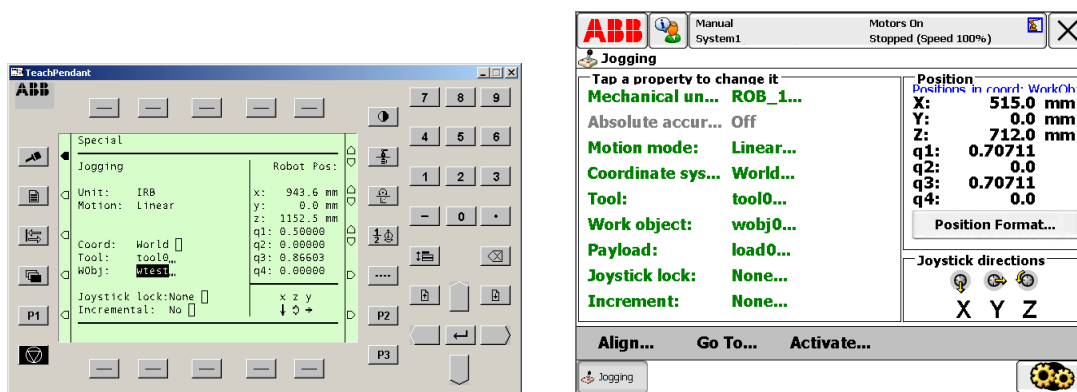 TeachPendant
ABB
7 8 9
4 5 6
1 2 3
- 0 .
P1
P2
P3
Special
Jogging Robot Pos:
Unit: IRB x: 943.6 mm
Motion: Linear y: 0.0 mm
z: 1152.5 mm
q1: 0.50000
Coord: World q2: 0.00000
Tool: tool0... q3: 0.86603
WObj: wtest... q4: 0.00000
Joystick lock:None x z y
Incremental: No
ABB
Manual Motors On
System1 Stopped (Speed 100%)
Jogging
Tap a property to change it
Mechanical un... ROB_1...
Absolute accur... Off
Motion mode: Linear...
Coordinate sys... World...
Tool: tool0...
Work object: wobj0...
Payload: load0...
Joystick lock: None...
Increment: None...
Position
Positions in coord: WorkOb
X: 515.0 mm
Y: 0.0 mm
Z: 712.0 mm
q1: 0.70711
q2: 0.0
q3: 0.70711
q4: 0.0
Position Format...
Joystick directions
X Y Z
Align... Go To... Activate...
Jogging